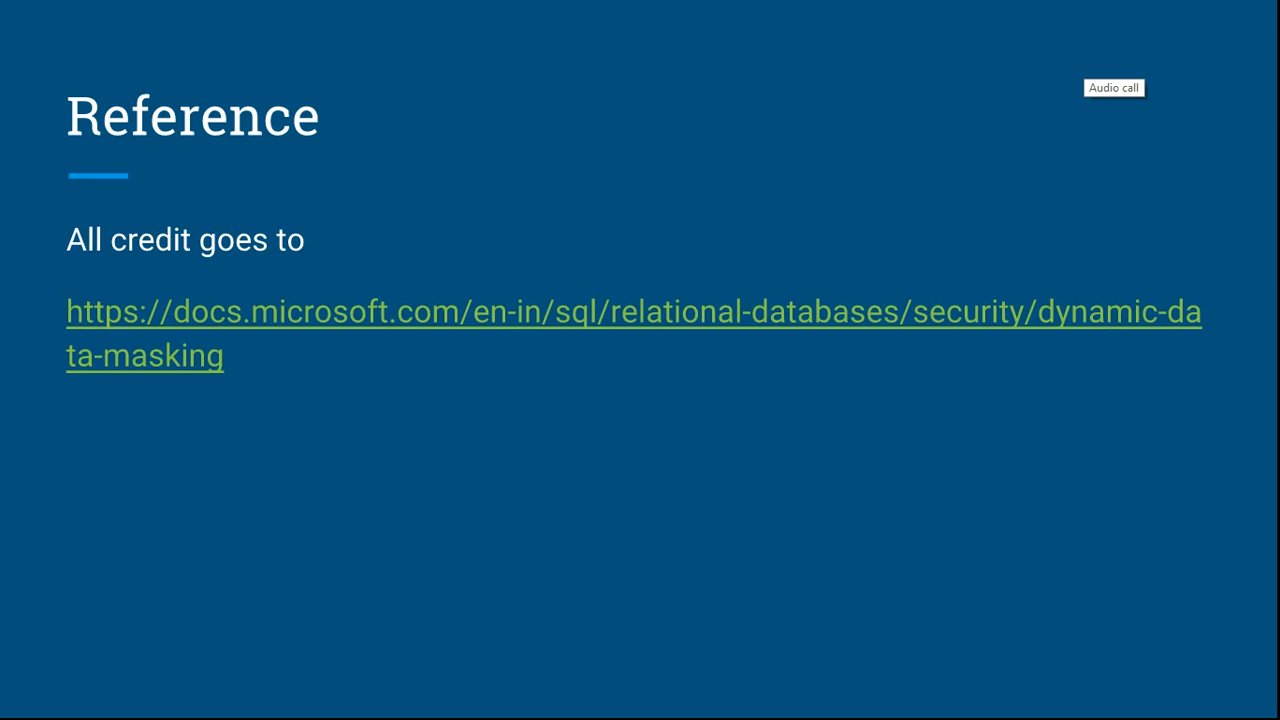 Audio call
Reference
All credit goes to
https://docs.microsoft.com/en-in/sql/relational-databases/security/dynamic-da
ta-masking